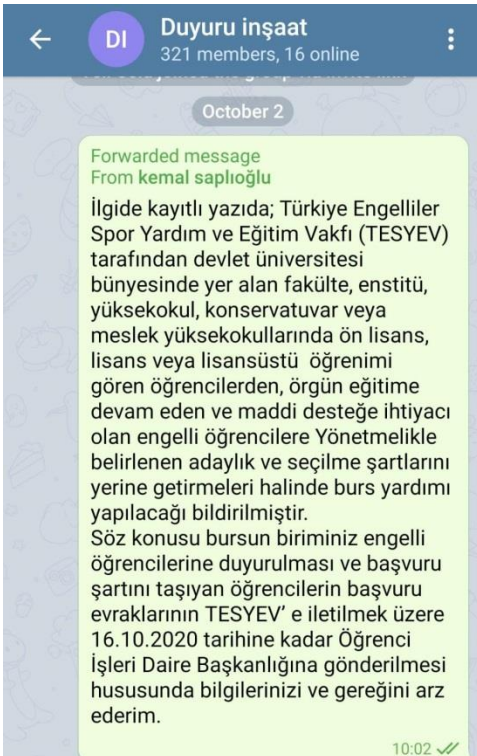 DI
Duyuru inşaat
321 members, 16 online
October 2
Forwarded message
From kemal saplıoğlu
İlgide kayıtlı yazıda; Türkiye Engelliler
Spor Yardım ve Eğitim Vakfı (TESYEV)
tarafından devlet üniversitesi
bünyesinde yer alan fakülte, enstitü,
yüksekokul, konservatuvar veya
meslek yüksekokullarında ön lisans,
lisans veya lisansüstü  öğrenimi
gören öğrencilerden, örgün eğitime
devam eden ve maddi desteğe ihtiyacı
olan engelli öğrencilere Yönetmelikle
belirlenen adaylık ve seçilme şartlarını
yerine getirmeleri halinde burs yardımı
yapılacağı bildirilmiştir.
Söz konusu bursun biriminiz engelli
öğrencilerine duyurulması ve başvuru
şartını taşıyan öğrencilerin başvuru
evraklarının TESYEV’ e iletilmek üzere
16.10.2020 tarihine kadar Öğrenci
İşleri Daire Başkanlığına gönderilmesi
hususunda bilgilerinizi ve gereğini arz
ederim.
10:02